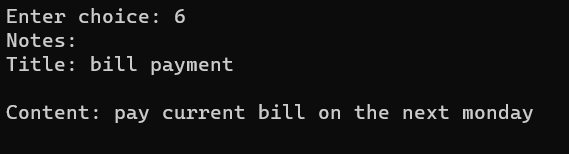 Enter choice: 6
Notes:
Title: bill payment
Content: pay current bill on the next monday